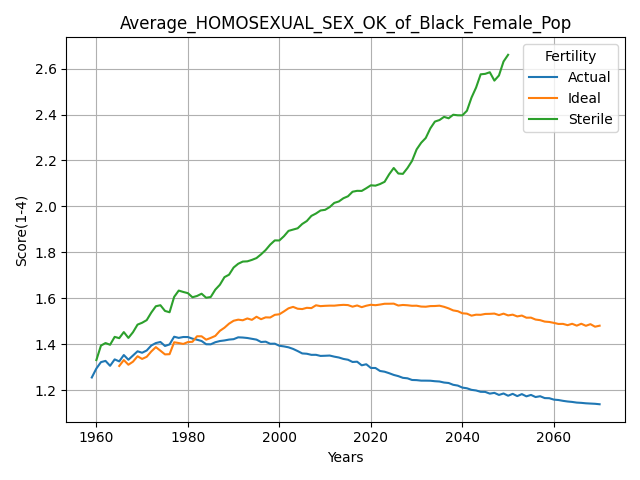 Average_HOMOSEXUAL_SEX_OK_of_Black_Female_Pop
Fertility
Actual
Ideal
Sterile
Score(1-4)
2.6
2.4
2.2
2.0
1.8
1.6
1.4
1.2
1960 1980 2000 2020 2040 2060
Years